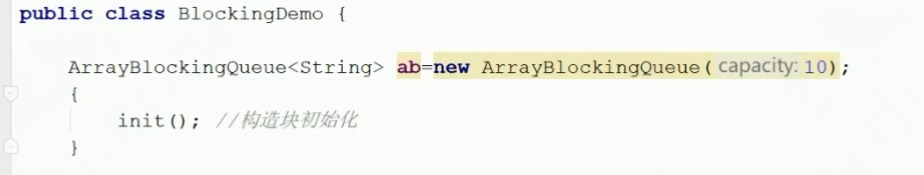 public class BlockingDemo {
ArrayBlockingQueue<String> ab=new ArrayBlockingQueue(capacity: 10);
{
init(); //构造块初始化
}